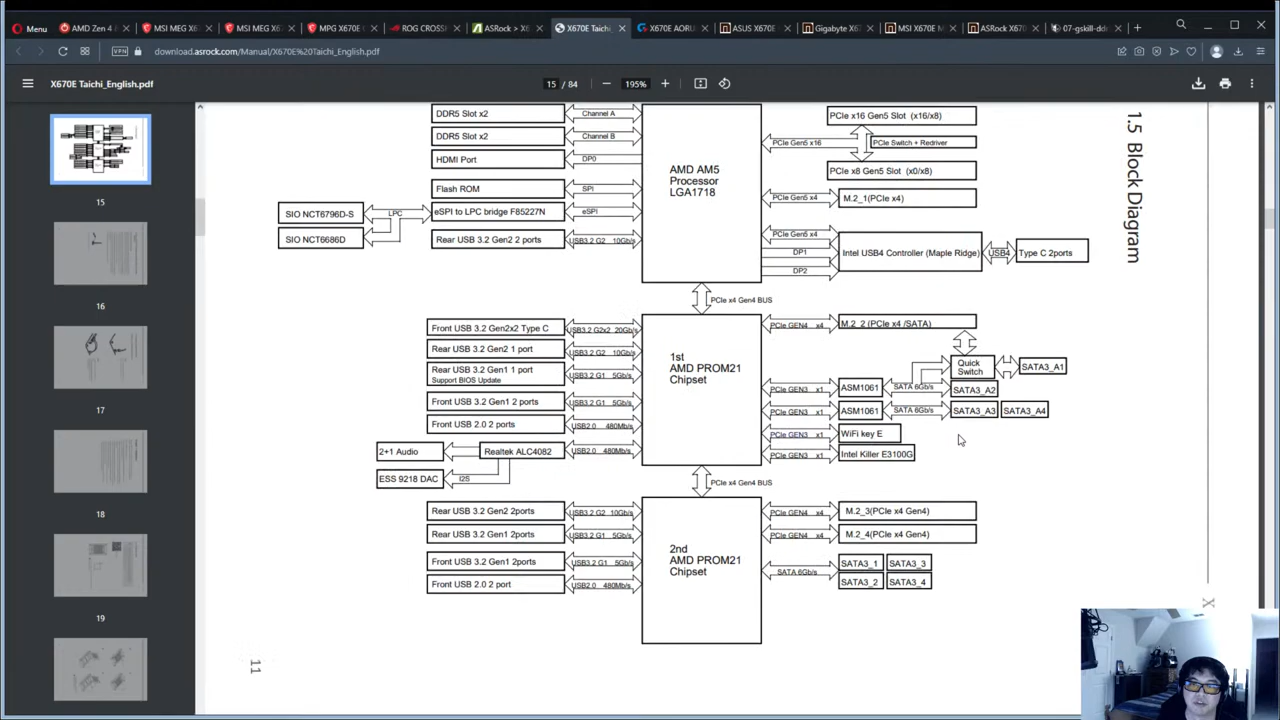 Menu
AMD Zen 4
MSI MEG X670E
MSI MEG X670E
MPG X670E
ROG CROSS
ASRock > X6
X670E Taichi
X670E AORU
ASUS X670E
Gigabyte X67
MSI X670E
ASRock X670
07-gskill-dd
VPN
download.asrock.com/Manual/X670E%20Taichi_English.pdf
X670E Taichi_English.pdf
15 / 84
195%
15
16
17
18
19
1.5 Block Diagram
DDR5 Slot x2
Channel A
DDR5 Slot x2
Channel B
HDMI Port
DP0
Flash ROM
SPI
SIO NCT6796D-S
LPC
eSPI to LPC bridge F85227N
eSPI
SIO NCT6686D
Rear USB 3.2 Gen2 2 ports
USB3.2 G2 10Gb/s
AMD AM5
Processor
LGA1718
PCIe x16 Gen5 Slot (x16/x8)
PCIe Gen5 x16
PCIe Switch + Redriver
PCIe x8 Gen5 Slot (x0/x8)
PCIe Gen5 x4
M.2_1(PCIe x4)
PCIe Gen5 x4
DP1
DP2
Intel USB4 Controller (Maple Ridge)
USB4
Type C 2ports
PCIe x4 Gen4 BUS
Front USB 3.2 Gen2x2 Type C
USB3.2 G2x2 20Gb/s
Rear USB 3.2 Gen2 1 port
USB3.2 G2 10Gb/s
Rear USB 3.2 Gen1 1 port
Support BIOS Update
USB3.2 G1 5Gb/s
Front USB 3.2 Gen1 2 ports
USB3.2 G1 5Gb/s
Front USB 2.0 2 ports
USB2.0 480Mb/s
2+1 Audio
Realtek ALC4082
USB2.0 480Mb/s
ESS 9218 DAC
I2S
1st
AMD PROM21
Chipset
PCIe GEN4 x4
M.2_2 (PCIe x4 /SATA)
Quick
Switch
SATA3_A1
PCIe GEN3 x1
ASM1061
SATA 6Gb/s
SATA3_A2
PCIe GEN3 x1
ASM1061
SATA 6Gb/s
SATA3_A3
SATA3_A4
PCIe GEN3 x1
WiFi key E
PCIe GEN3 x1
Intel Killer E3100G
PCIe x4 Gen4 BUS
Rear USB 3.2 Gen2 2ports
USB3.2 G2 10Gb/s
Rear USB 3.2 Gen1 2ports
USB3.2 G1 5Gb/s
Front USB 3.2 Gen1 2ports
USB3.2 G1 5Gb/s
Front USB 2.0 2 port
USB2.0 480Mb/s
2nd
AMD PROM21
Chipset
PCIe GEN4 x4
M.2_3(PCIe x4 Gen4)
PCIe GEN4 x4
M.2_4(PCIe x4 Gen4)
SATA 6Gb/s
SATA3_1
SATA3_3
SATA3_2
SATA3_4
11